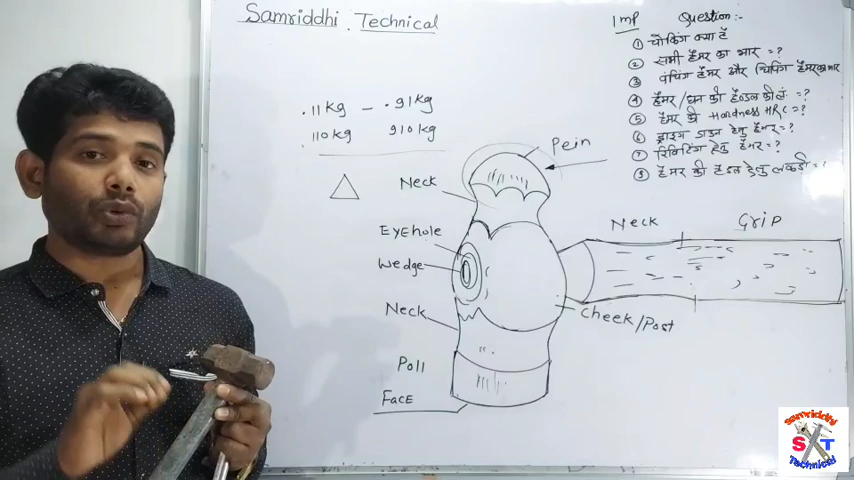 Samriddhi . Technical
.11 Kg - .91 Kg
110 Kg 910 Kg
Imp Question :-
① चौकिंग क्या है
② सभी हैमर का भार = ?
③ पंचिंग हैमर और चिपिंग हैमर का भार
④ हैमर/घन की हैण्डल की लं. = ?
⑤ हैमर की Hardness HRC = ?
⑥ ड्राइंग डाउन हेतु हैमर = ?
⑦ रिवेटिंग हेतु हैमर = ?
⑧ हैमर की हैंडल हेतु लकड़ी = ?
Pein
Neck
Eyehole
Wedge
Neck
Poll
Face
Neck Grip
Cheek/Post
Samriddhi
S T
Technical